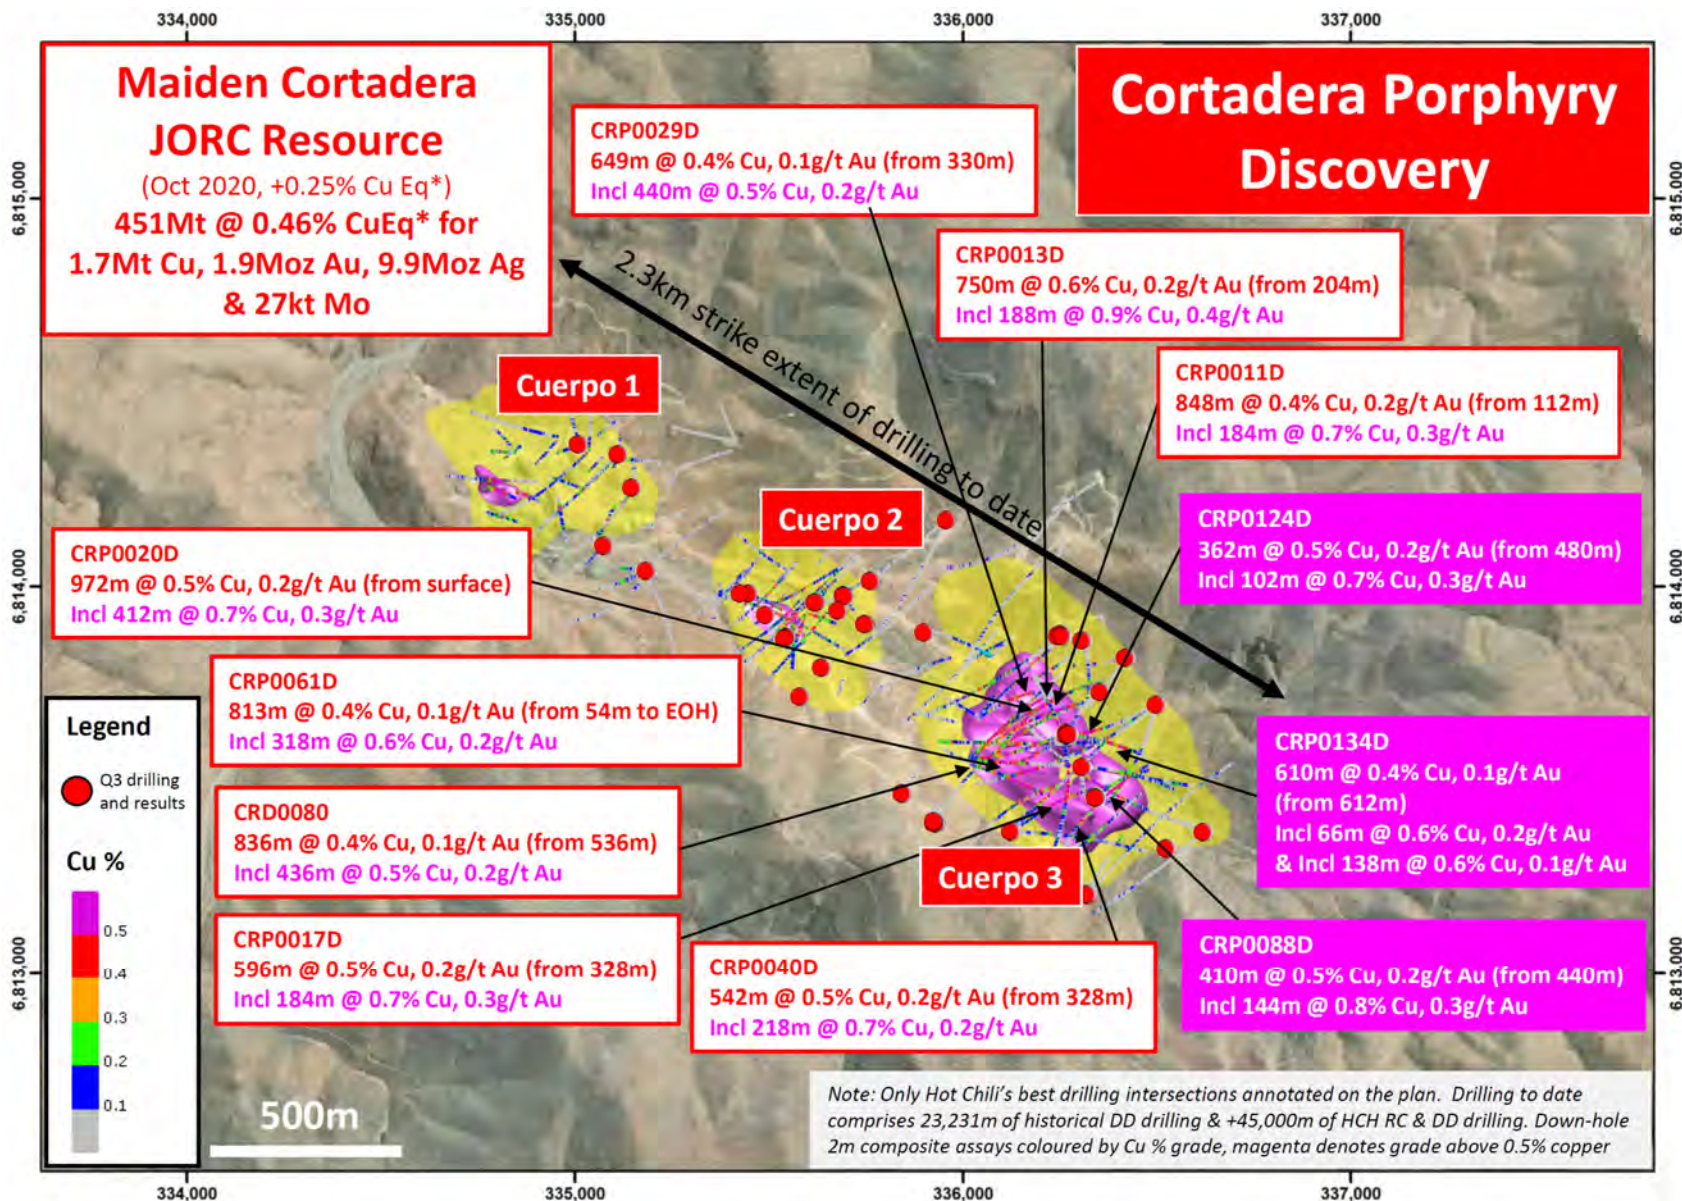 334,000
335,000
336,000
337,000
Maiden Cortadera
JORC Resource
(Oct 2020, +0.25% Cu Eq*)
451Mt @ 0.46% CuEq* for
1.7Mt Cu, 1.9Moz Au, 9.9Moz Ag
& 27kt Mo
Cortadera Porphyry
Discovery
CRP0029D
649m @ 0.4% Cu, 0.1g/t Au (from 330m)
Incl 440m @ 0.5% Cu, 0.2g/t Au
6,815,000
6,815,000
CRP0013D
750m @ 0.6% Cu, 0.2g/t Au (from 204m)
Incl 188m @ 0.9% Cu, 0.4g/t Au
2.3km strike extent of drilling to date
CRP0011D
848m @ 0.4% Cu, 0.2g/t Au (from 112m)
Incl 184m @ 0.7% Cu, 0.3g/t Au
Cuerpo 1
Cuerpo 2
CRP0124D
362m @ 0.5% Cu, 0.2g/t Au (from 480m)
Incl 102m @ 0.7% Cu, 0.3g/t Au
CRP0020D
972m @ 0.5% Cu, 0.2g/t Au (from surface)
Incl 412m @ 0.7% Cu, 0.3g/t Au
6,814,000
6,814,000
CRP0061D
813m @ 0.4% Cu, 0.1g/t Au (from 54m to EOH)
Incl 318m @ 0.6% Cu, 0.2g/t Au
CRP0134D
610m @ 0.4% Cu, 0.1g/t Au
(from 612m)
Incl 66m @ 0.6% Cu, 0.2g/t Au
& Incl 138m @ 0.6% Cu, 0.1g/t Au
Legend
Q3 drilling
and results
Cu %
0.5
0.4
0.3
0.2
0.1
CRD0080
836m @ 0.4% Cu, 0.1g/t Au (from 536m)
Incl 436m @ 0.5% Cu, 0.2g/t Au
Cuerpo 3
CRP0017D
596m @ 0.5% Cu, 0.2g/t Au (from 328m)
Incl 184m @ 0.7% Cu, 0.3g/t Au
CRP0040D
542m @ 0.5% Cu, 0.2g/t Au (from 328m)
Incl 218m @ 0.7% Cu, 0.2g/t Au
CRP0088D
410m @ 0.5% Cu, 0.2g/t Au (from 440m)
Incl 144m @ 0.8% Cu, 0.3g/t Au
6,813,000
6,813,000
500m
Note: Only Hot Chili's best drilling intersections annotated on the plan. Drilling to date
comprises 23,231m of historical DD drilling & +45,000m of HCH RC & DD drilling. Down-hole
2m composite assays coloured by Cu % grade, magenta denotes grade above 0.5% copper
334,000
335,000
336,000
337,000